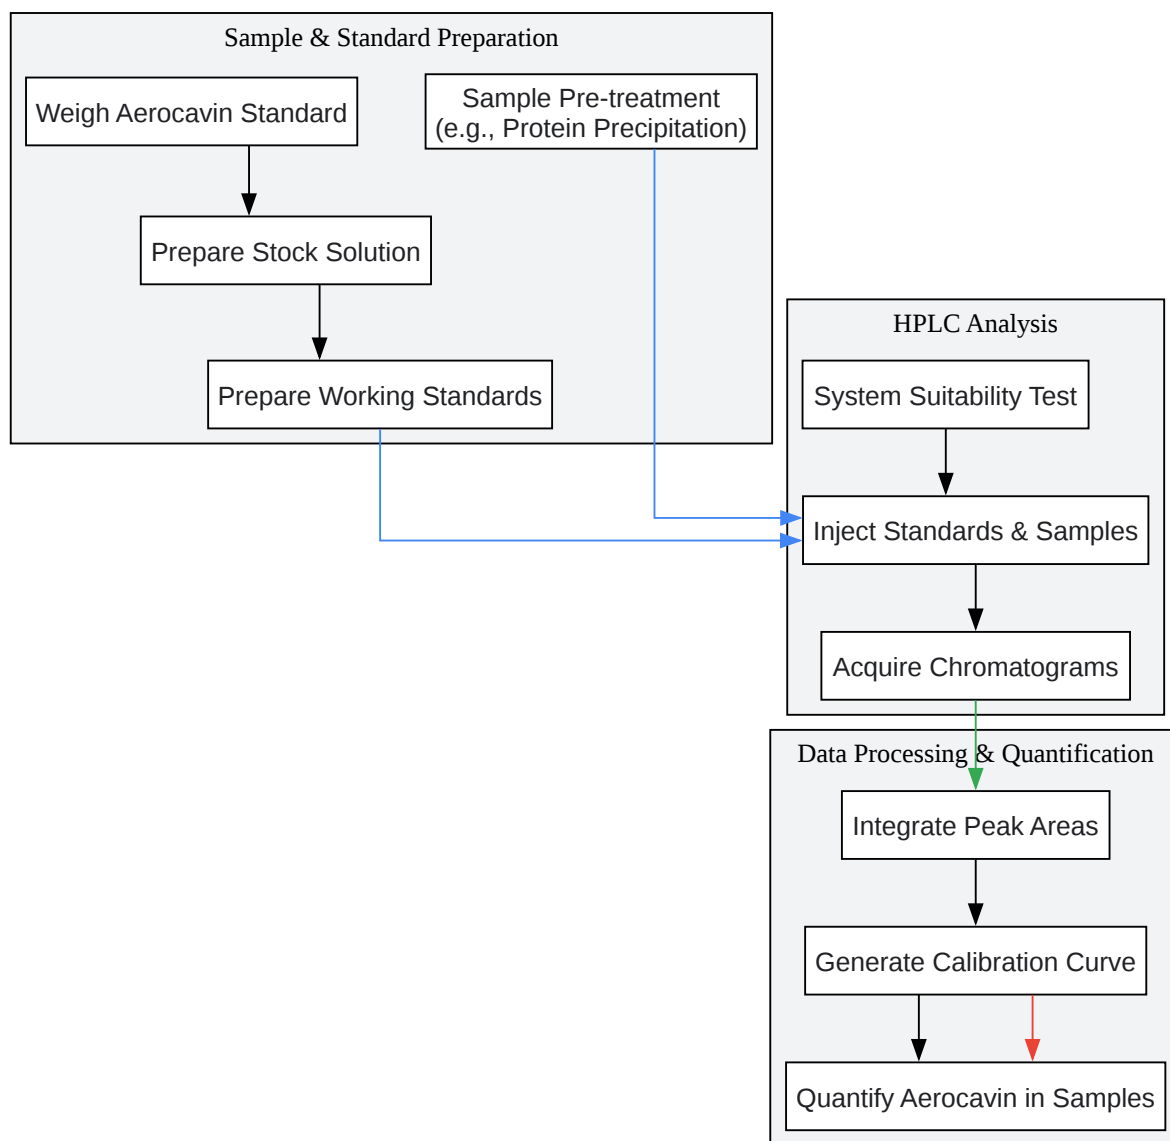 Sample & Standard Preparation
Weigh Aerocavin Standard
Sample Pre-treatment
(e.g., Protein Precipitation)
Prepare Stock Solution
Prepare Working Standards
HPLC Analysis
System Suitability Test
Inject Standards & Samples
Acquire Chromatograms
Data Processing & Quantification
Integrate Peak Areas
Generate Calibration Curve
Quantify Aerocavin in Samples